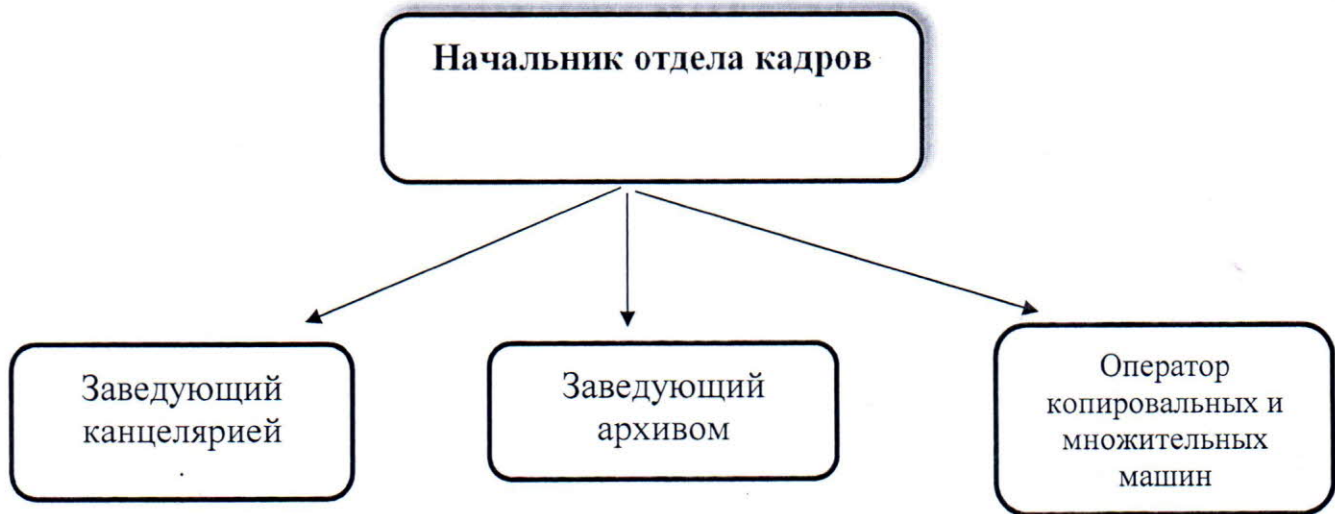 Начальник отдела кадров
Заведующий
канцелярией
Заведующий
архивом
Оператор
копировальных и
множительных
машин